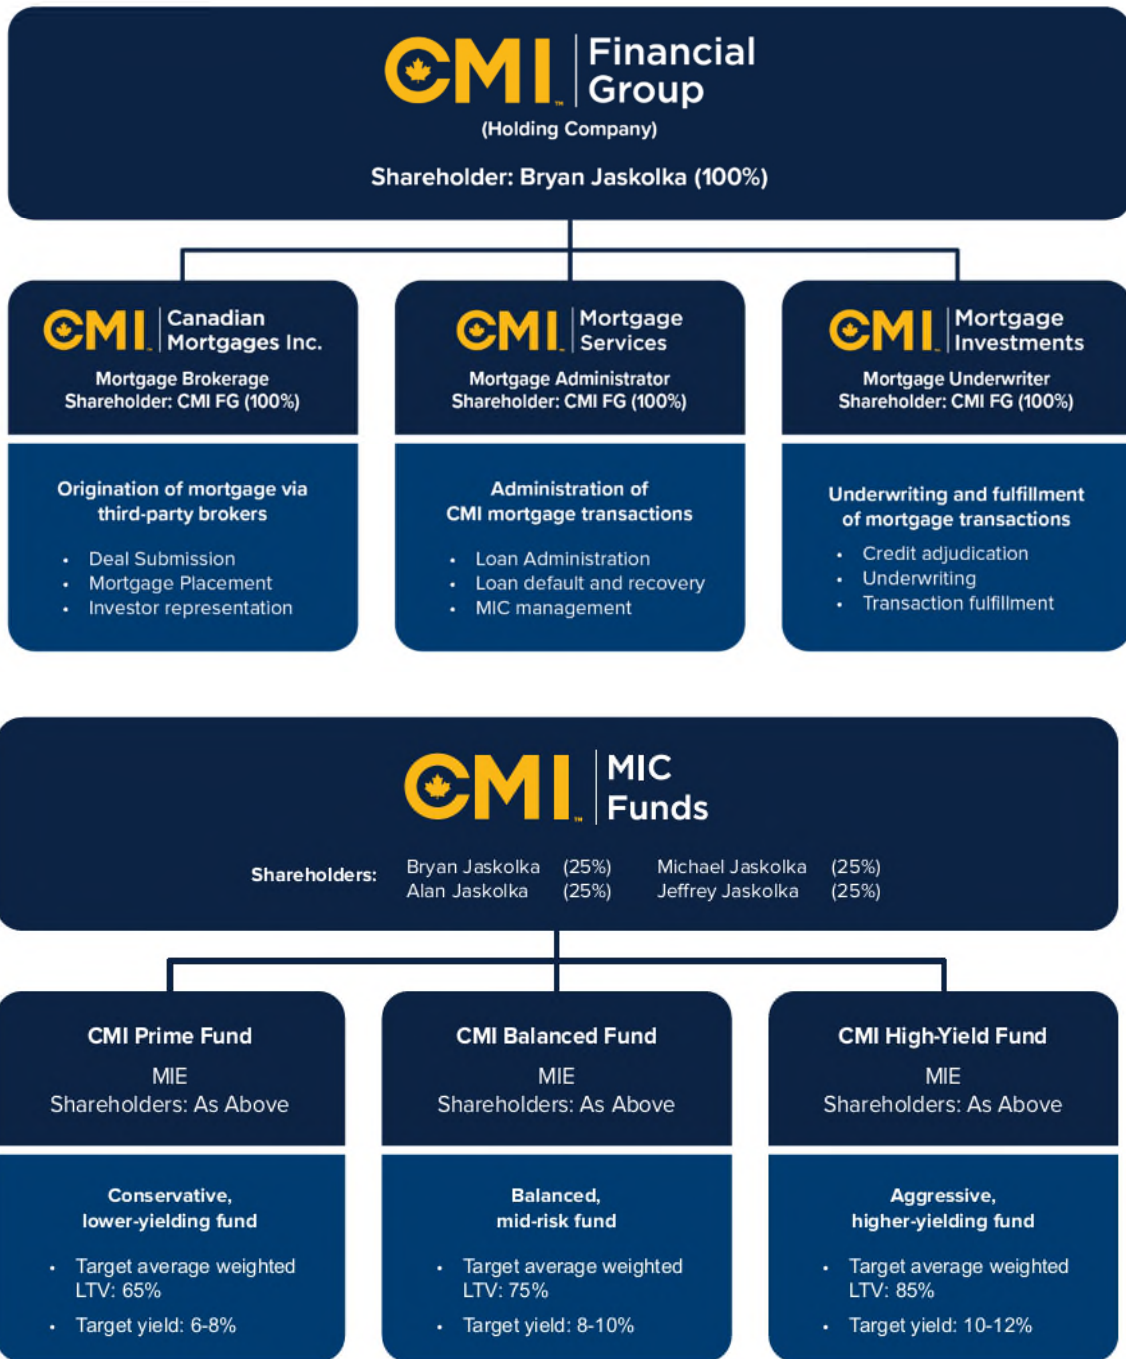 CMI™ Financial
Group
(Holding Company)
Shareholder: Bryan Jaskolka (100%)
CMI™ Canadian
Mortgages Inc.
Mortgage Brokerage
Shareholder: CMI FG (100%)
Origination of mortgage via
third-party brokers
• Deal Submission
• Mortgage Placement
• Investor representation
CMI™ Mortgage
Services
Mortgage Administrator
Shareholder: CMI FG (100%)
Administration of
CMI mortgage transactions
• Loan Administration
• Loan default and recovery
• MIC management
CMI™ Mortgage
Investments
Mortgage Underwriter
Shareholder: CMI FG (100%)
Underwriting and fulfillment
of mortgage transactions
• Credit adjudication
• Underwriting
• Transaction fulfillment
CMI™ MIC
Funds
Shareholders: Bryan Jaskolka (25%) Michael Jaskolka (25%)
Alan Jaskolka (25%) Jeffrey Jaskolka (25%)
CMI Prime Fund
MIE
Shareholders: As Above
Conservative,
lower-yielding fund
• Target average weighted
LTV: 65%
• Target yield: 6-8%
CMI Balanced Fund
MIE
Shareholders: As Above
Balanced,
mid-risk fund
• Target average weighted
LTV: 75%
• Target yield: 8-10%
CMI High-Yield Fund
MIE
Shareholders: As Above
Aggressive,
higher-yielding fund
• Target average weighted
LTV: 85%
• Target yield: 10-12%